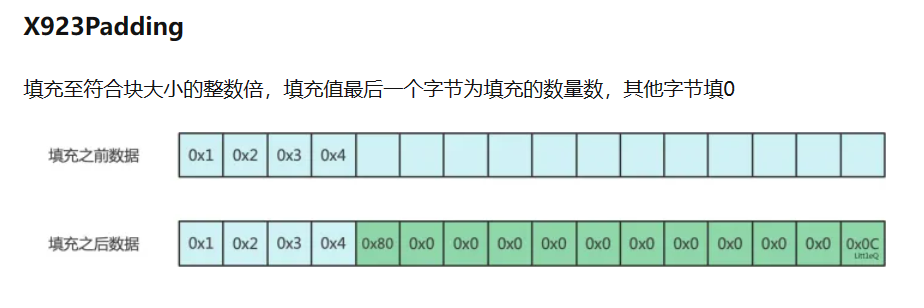 X923Padding
填充至符合块大小的整数倍，填充值最后一个字节为填充的数量数，其他字节填0
填充之前数据 0x1 0x2 0x3 0x4
填充之后数据 0x1 0x2 0x3 0x4 0x80 0x0 0x0 0x0 0x0 0x0 0x0 0x0 0x0 0x0 0x0 0x0C
Litt1eQ